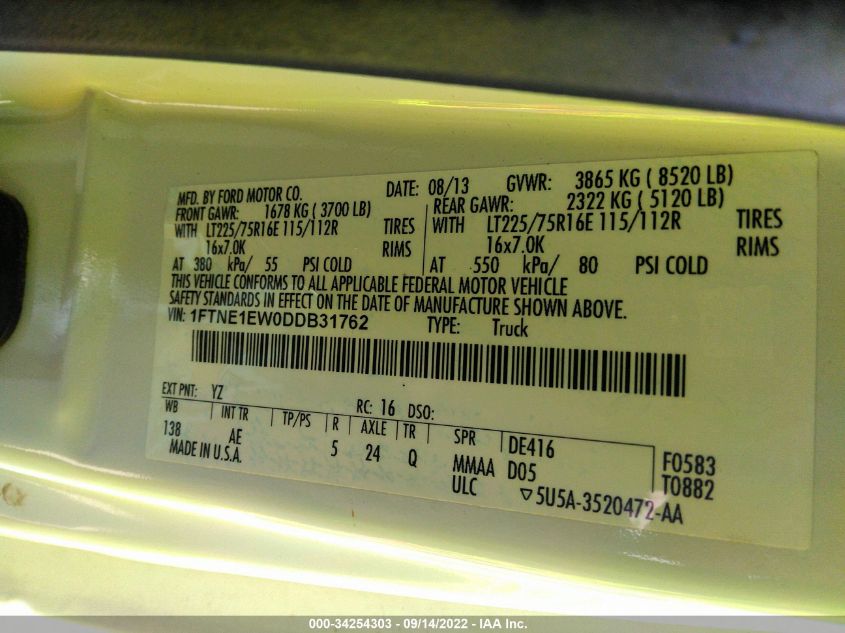 MFD. BY FORD MOTOR CO. DATE: 08/13 GVWR: 3865 KG ( 8520 LB)
FRONT GAWR: 1678 KG ( 3700 LB) REAR GAWR: 2322 KG ( 5120 LB)
WITH LT225/75R16E 115/112R TIRES WITH LT225/75R16E 115/112R TIRES
16x7.0K RIMS 16x7.0K RIMS
AT 380 kPa/ 55 PSI COLD AT 550 kPa/ 80 PSI COLD
THIS VEHICLE CONFORMS TO ALL APPLICABLE FEDERAL MOTOR VEHICLE
SAFETY STANDARDS IN EFFECT ON THE DATE OF MANUFACTURE SHOWN ABOVE.
VIN: 1FTNE1EW0DDB31762 TYPE: Truck
EXT PNT: YZ RC: 16 DSO:
WB INT TR TP/PS R AXLE TR SPR DE416 F0583
138 AE 5 24 Q MMAA D05 T0882
MADE IN U.S.A. ULC ▽5U5A-3520472-AA
000-34254303 - 09/14/2022 - IAA Inc.